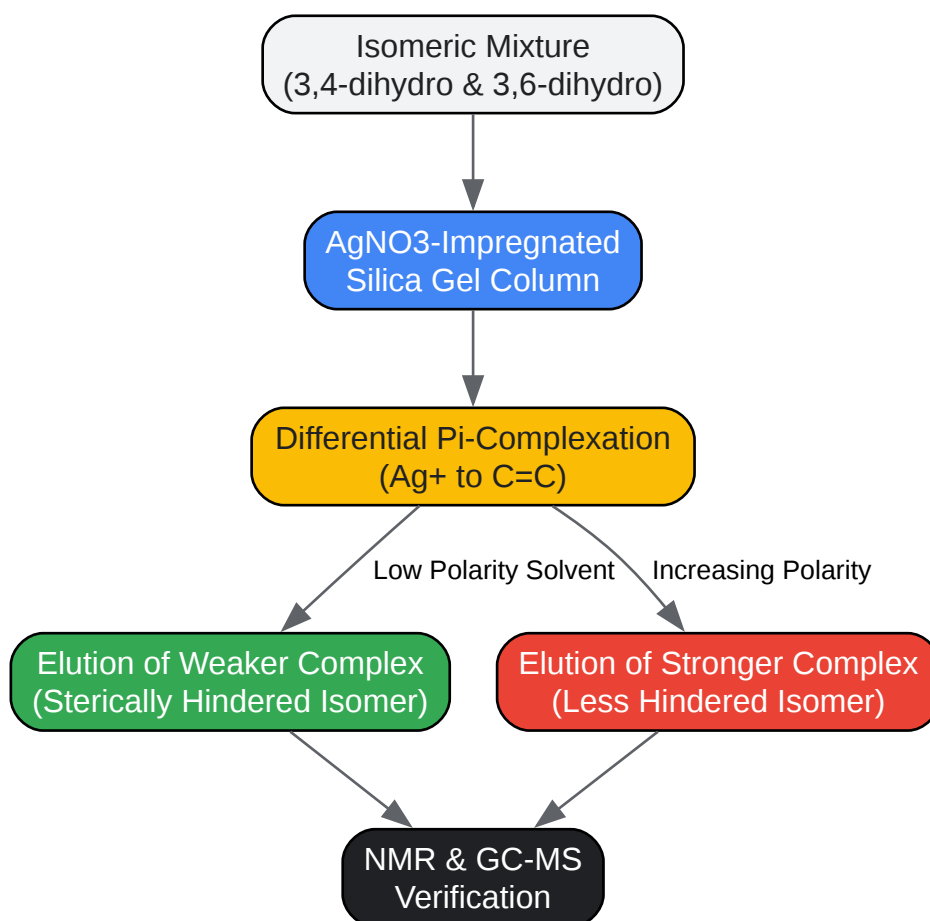 Isomeric Mixture
(3,4-dihydro & 3,6-dihydro)
AgNO3-Impregnated
Silica Gel Column
Differential Pi-Complexation
(Ag+ to C=C)
Low Polarity Solvent
Increasing Polarity
Elution of Weaker Complex
(Sterically Hindered Isomer)
Elution of Stronger Complex
(Less Hindered Isomer)
NMR & GC-MS
Verification